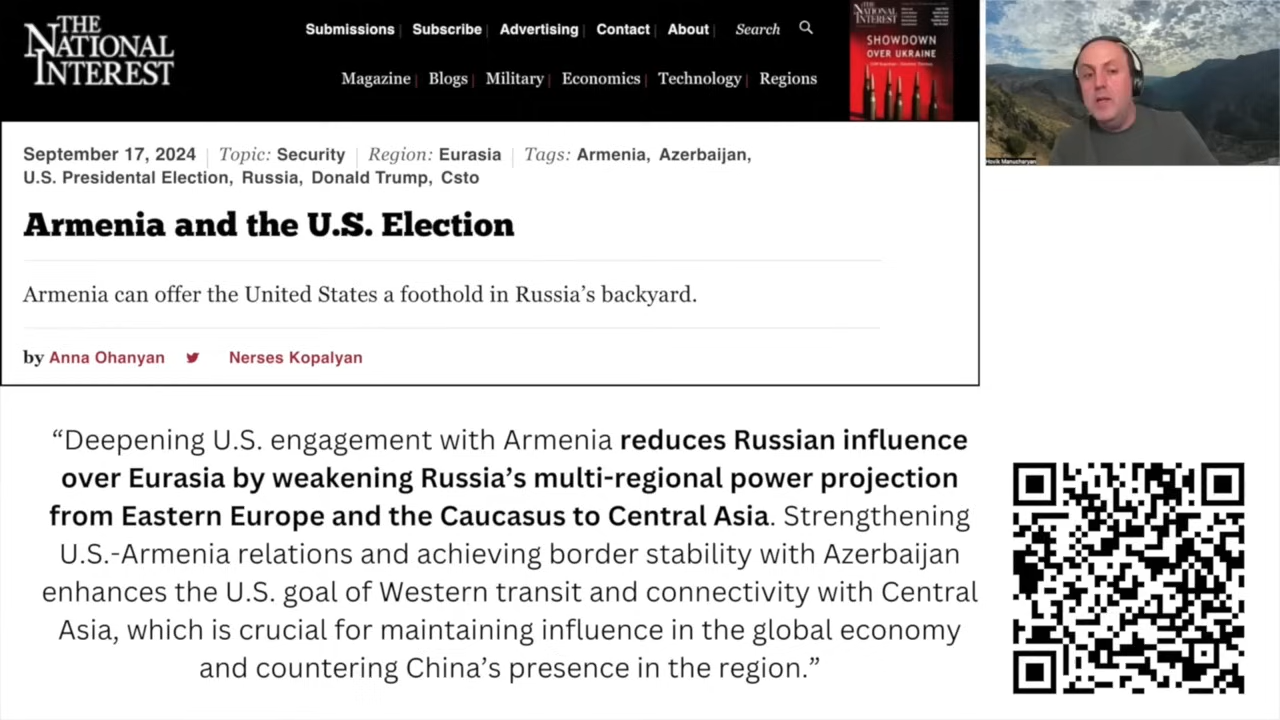 THE
NATIONAL
INTEREST
Submissions Subscribe Advertising Contact About Search
Magazine Blogs Military Economics Technology Regions
THE
NATIONAL
INTEREST
SHOWDOWN
OVER UKRAINE
Hovik Manucharyan
September 17, 2024 Topic: Security Region: Eurasia Tags: Armenia, Azerbaijan,
U.S. Presidental Election, Russia, Donald Trump, Csto
Armenia and the U.S. Election
Armenia can offer the United States a foothold in Russia’s backyard.
by Anna Ohanyan Nerses Kopalyan
“Deepening U.S. engagement with Armenia reduces Russian influence
over Eurasia by weakening Russia’s multi-regional power projection
from Eastern Europe and the Caucasus to Central Asia. Strengthening
U.S.-Armenia relations and achieving border stability with Azerbaijan
enhances the U.S. goal of Western transit and connectivity with Central
Asia, which is crucial for maintaining influence in the global economy
and countering China’s presence in the region.”